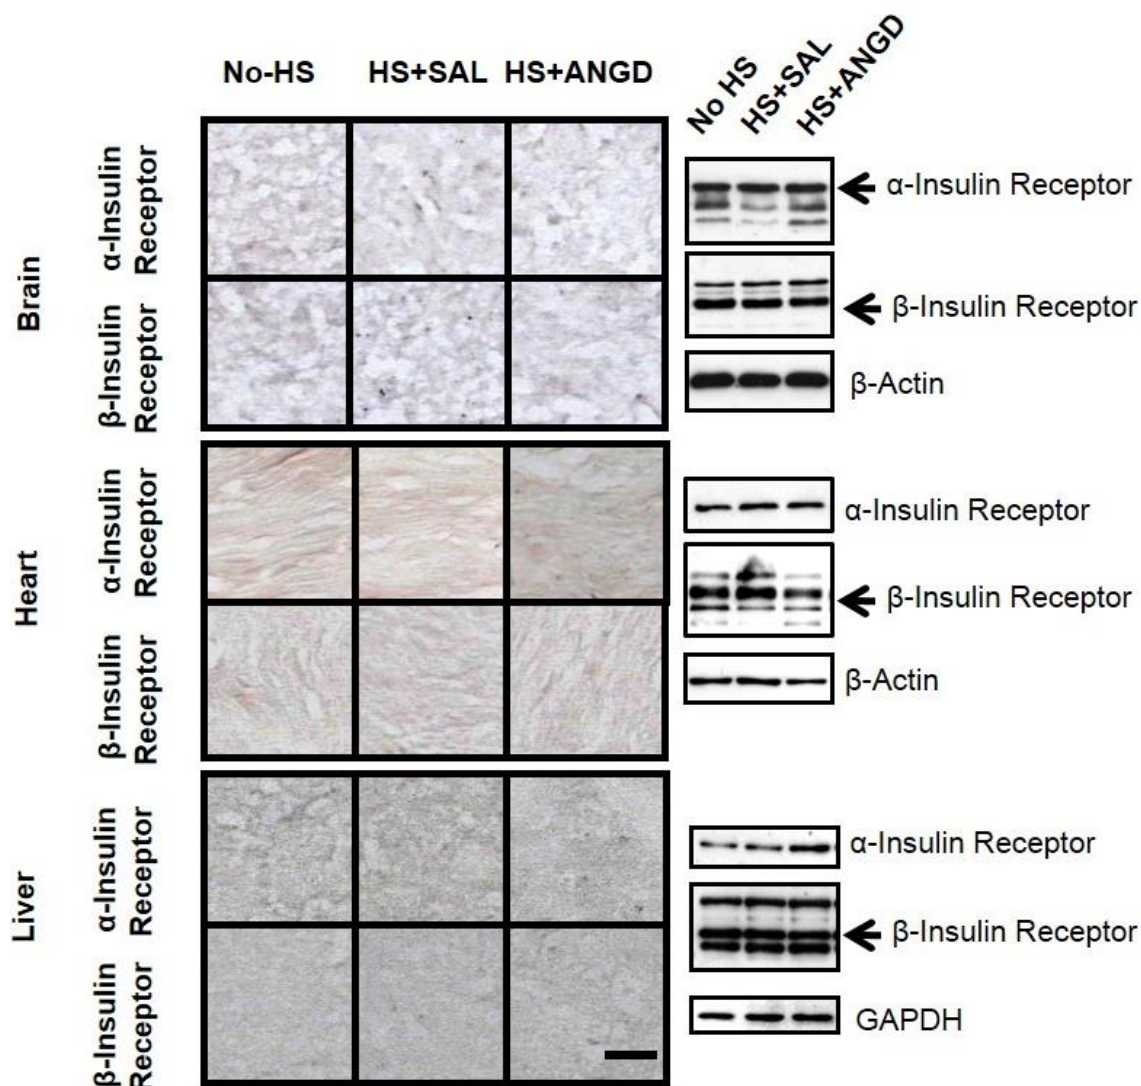 No-HS HS+SAL HS+ANGD
No HS
HS+SAL
HS+ANGD
Brain
α-Insulin
Receptor
β-Insulin
Receptor
α-Insulin Receptor
β-Insulin Receptor
β-Actin
Heart
α-Insulin
Receptor
β-Insulin
Receptor
α-Insulin Receptor
β-Insulin Receptor
β-Actin
Liver
α-Insulin
Receptor
β-Insulin
Receptor
α-Insulin Receptor
β-Insulin Receptor
GAPDH